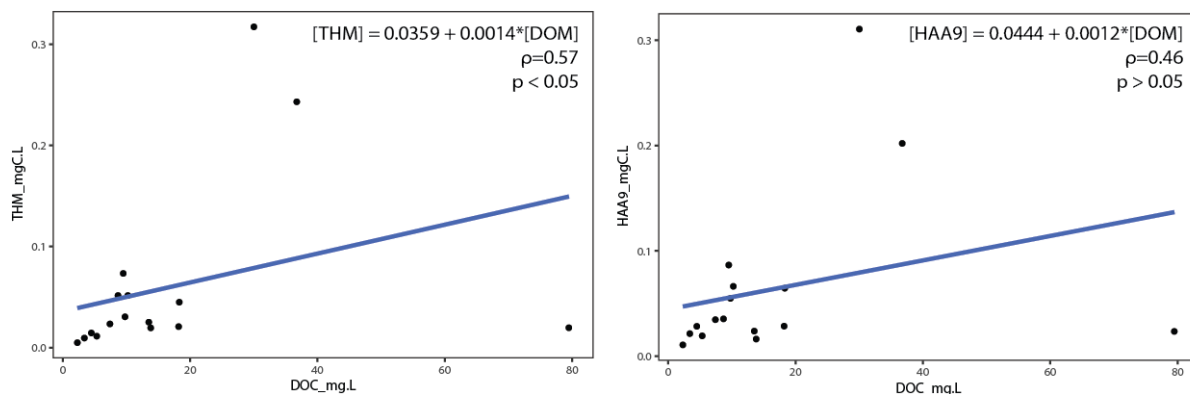 [THM] = 0.0359 + 0.0014*[DOM]
ρ=0.57
p < 0.05
0.3
0.2
0.1
0.0
THM_mgC.L
0
20
40
60
80
DOC_mg.L
[HAA9] = 0.0444 + 0.0012*[DOM]
ρ=0.46
p > 0.05
0.3
0.2
0.1
0.0
HAA9_mgC.L
0
20
40
60
80
DOC_mg.L